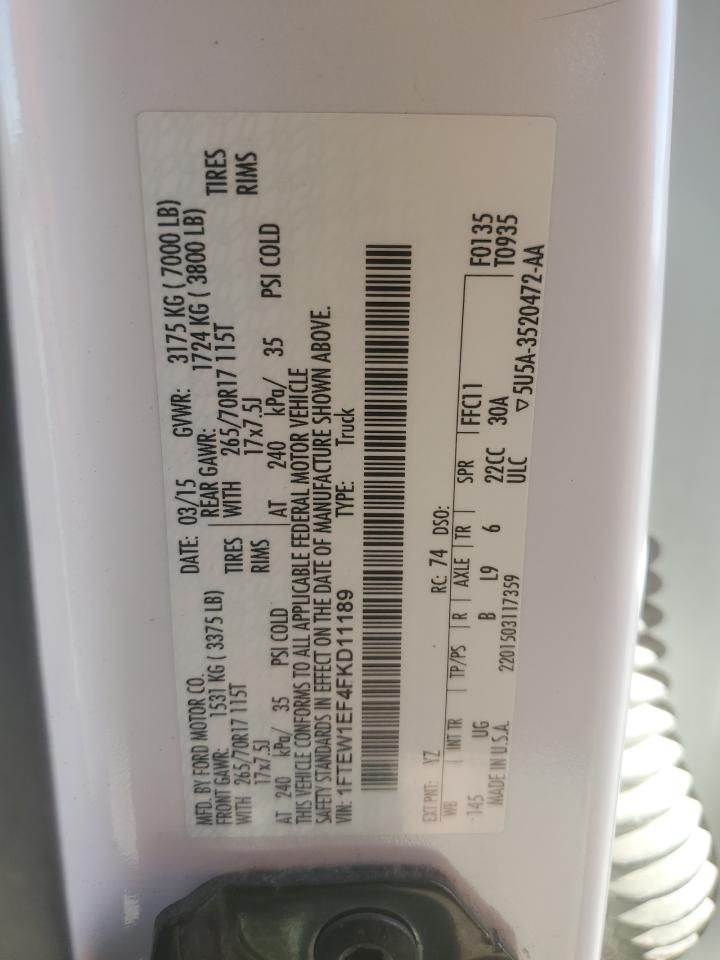 MFD. BY FORD MOTOR CO.
DATE: 03/15 GVWR: 3175 KG ( 7000 LB)
FRONT GAWR: 1531 KG ( 3375 LB) REAR GAWR: 1724 KG ( 3800 LB)
WITH 265/70R17 115T TIRES WITH 265/70R17 115T TIRES
17x7.5J RIMS 17x7.5J RIMS
AT 240 kPa/ 35 PSI COLD AT 240 kPa/ 35 PSI COLD
THIS VEHICLE CONFORMS TO ALL APPLICABLE FEDERAL MOTOR VEHICLE
SAFETY STANDARDS IN EFFECT ON THE DATE OF MANUFACTURE SHOWN ABOVE.
VIN: 1FTEW1EF4FKD11189 TYPE: Truck
EXT PNT: YZ RC: 74 DSO: F0135
WB | INT TR | TP/PS | R | AXLE | TR | SPR | FFC11 T0935
145 UG B L9 6 22CC 30A
ULC
MADE IN U.S.A. 2201503117359 ▽5U5A-3520472-AA